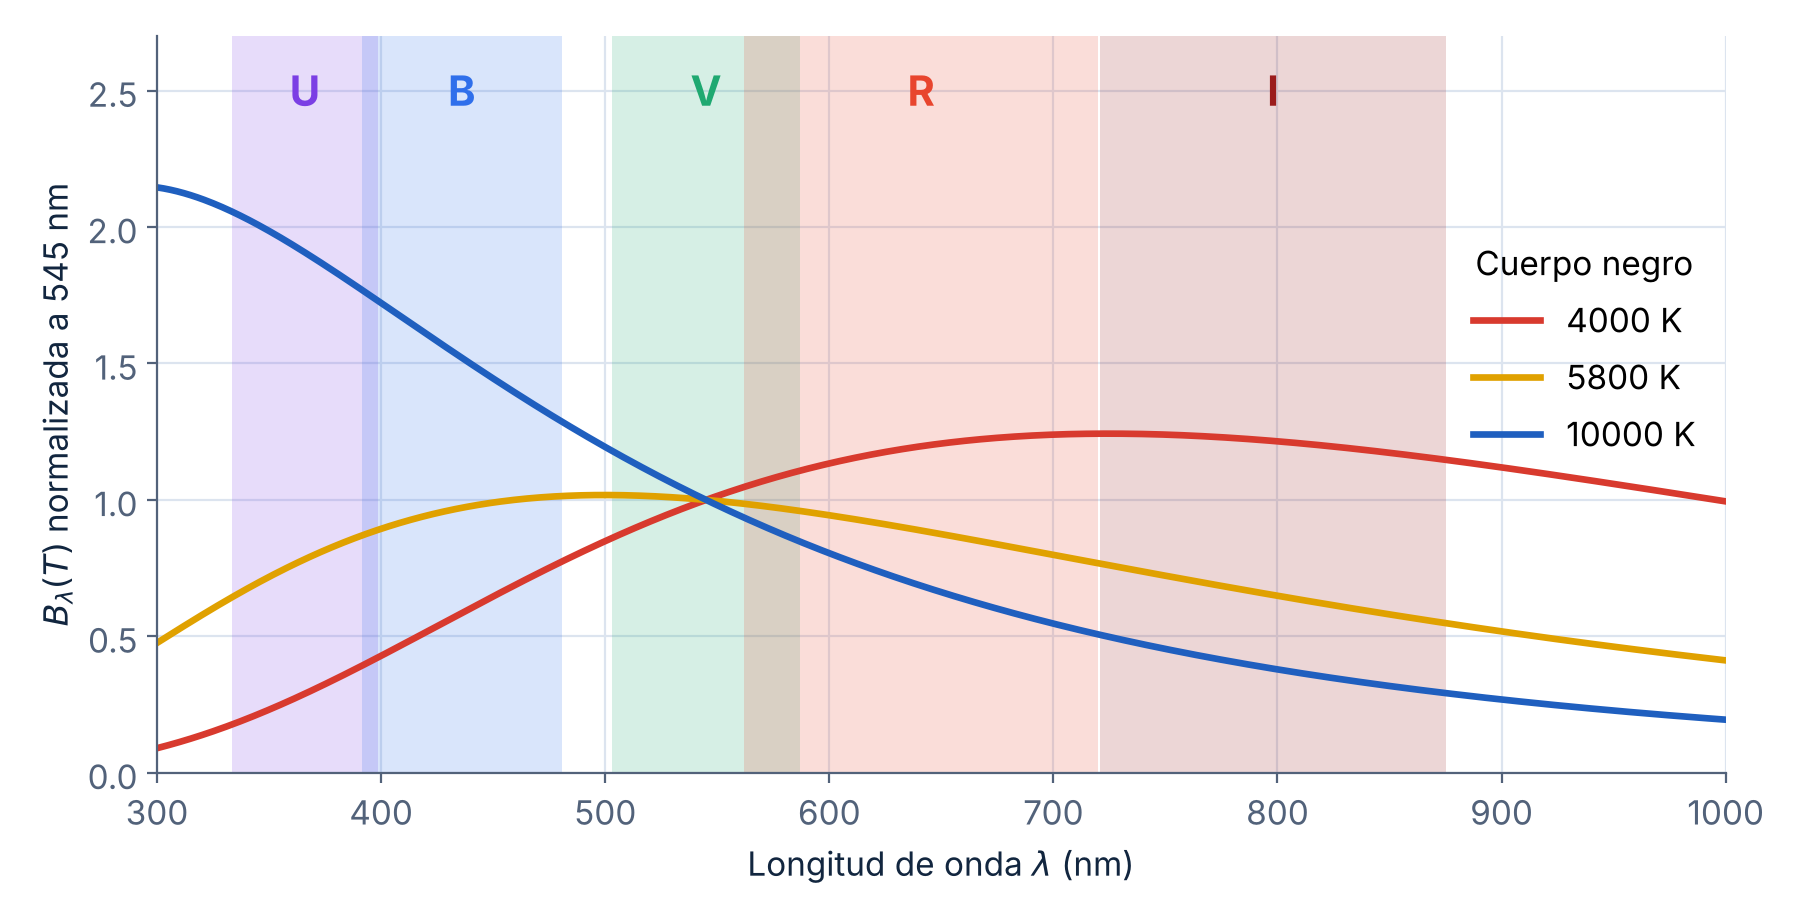 U B V R I
2.5
2.0
1.5
1.0
0.5
0.0
B_λ(T) normalizada a 545 nm
Cuerpo negro
4000 K
5800 K
10000 K
300 400 500 600 700 800 900 1000
Longitud de onda λ (nm)